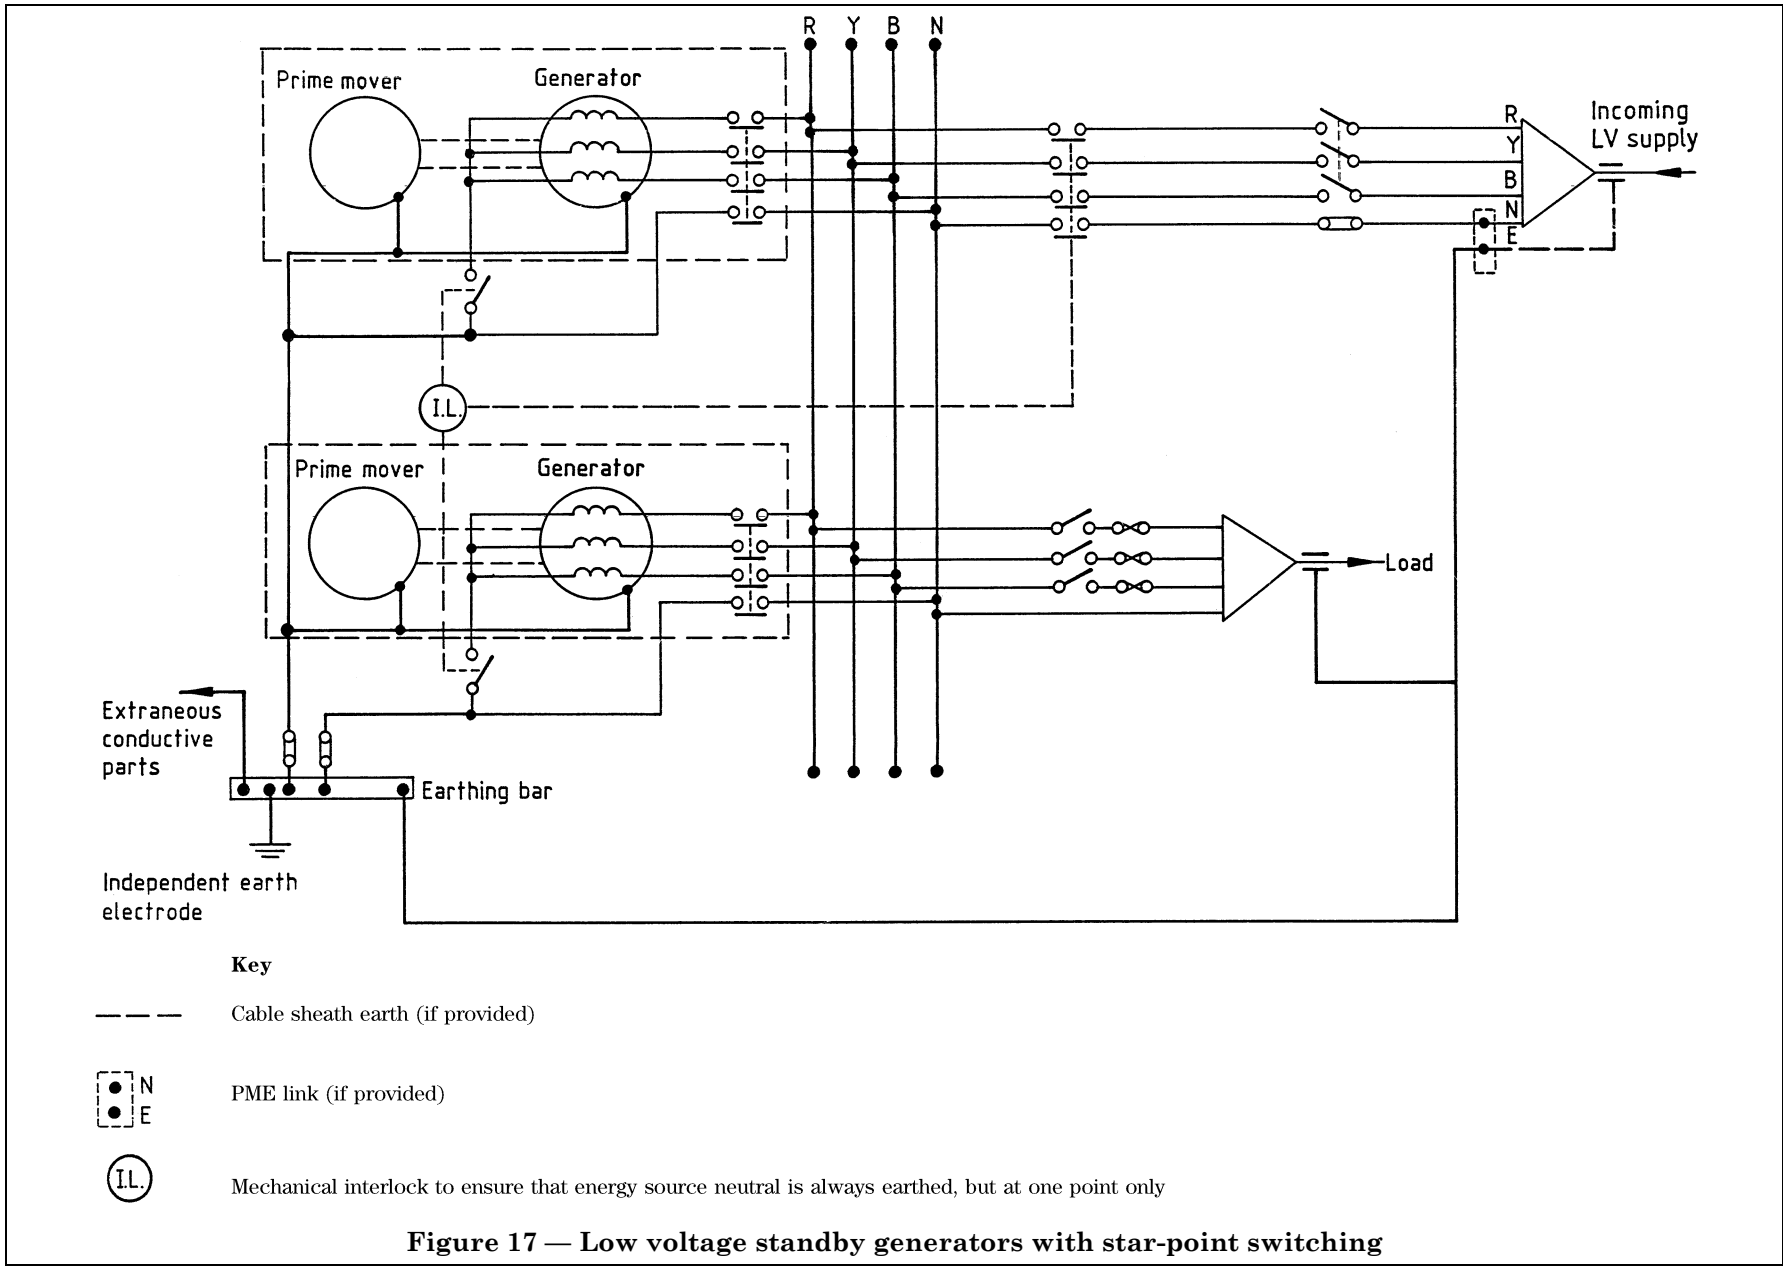 R Y B N
Prime mover
Generator
Incoming
LV supply
R
Y
B
N
E
I.L.
Prime mover
Generator
Load
Extraneous
conductive
parts
Earthing bar
Independent earth
electrode
Key
Cable sheath earth (if provided)
N
E
PME link (if provided)
I.L.
Mechanical interlock to ensure that energy source neutral is always earthed, but at one point only
Figure 17 — Low voltage standby generators with star-point switching